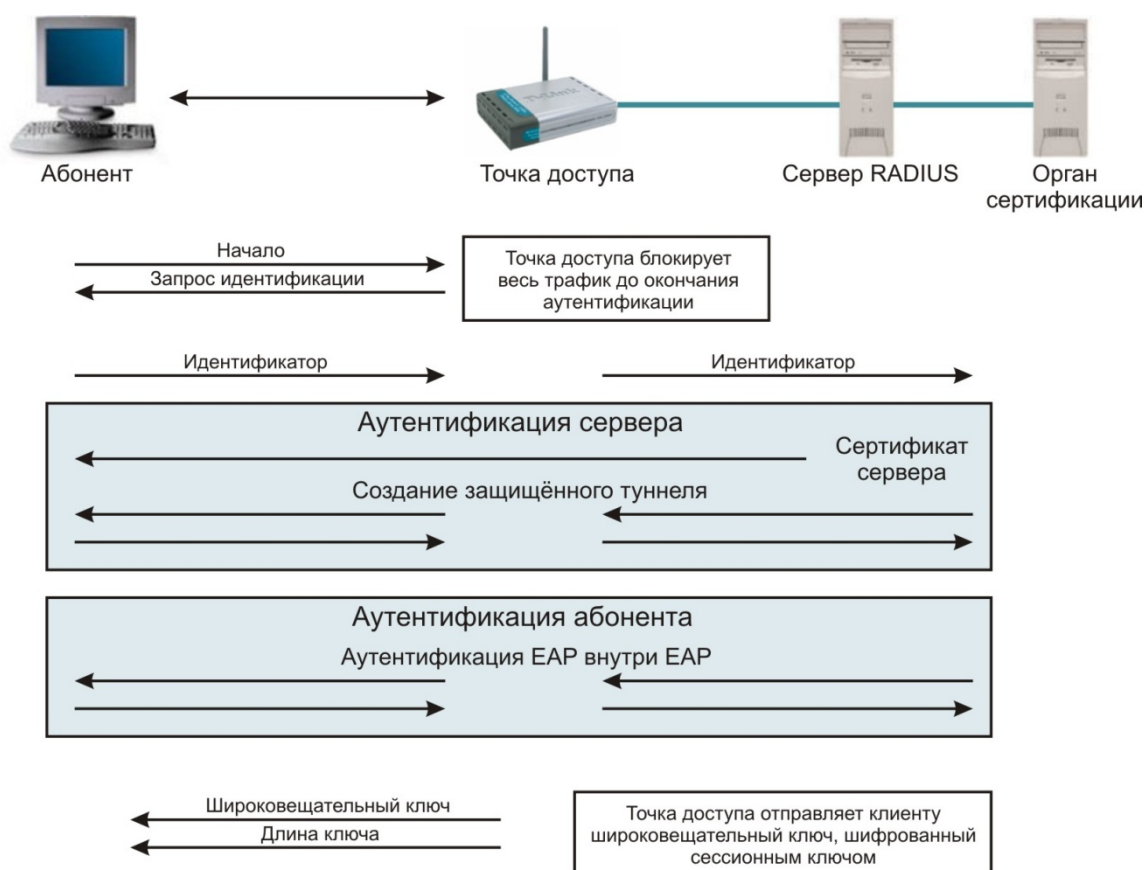 D-Link
Абонент
Точка доступа
Сервер RADIUS
Орган
сертификации
Начало
Запрос идентификации
Точка доступа блокирует
весь трафик до окончания
аутентификации
Идентификатор
Идентификатор
Аутентификация сервера
Сертификат
сервера
Создание защищённого туннеля
Аутентификация абонента
Аутентификация EAP внутри EAP
Широковещательный ключ
Длина ключа
Точка доступа отправляет клиенту
широковещательный ключ, шифрованный
сессионным ключом